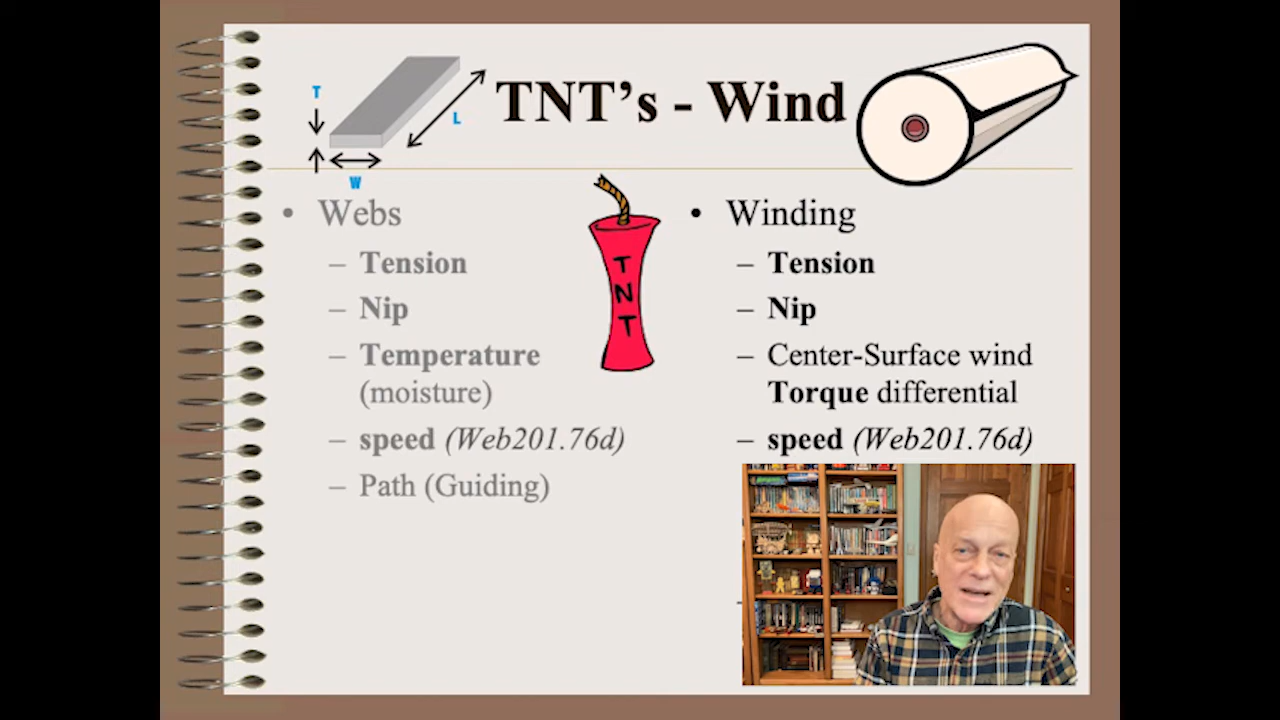 TNT's - Wind
T
L
W
• Webs
– Tension
– Nip
– Temperature
(moisture)
– speed (Web201.76d)
– Path (Guiding)
T
N
T
• Winding
– Tension
– Nip
– Center-Surface wind
Torque differential
– speed (Web201.76d)